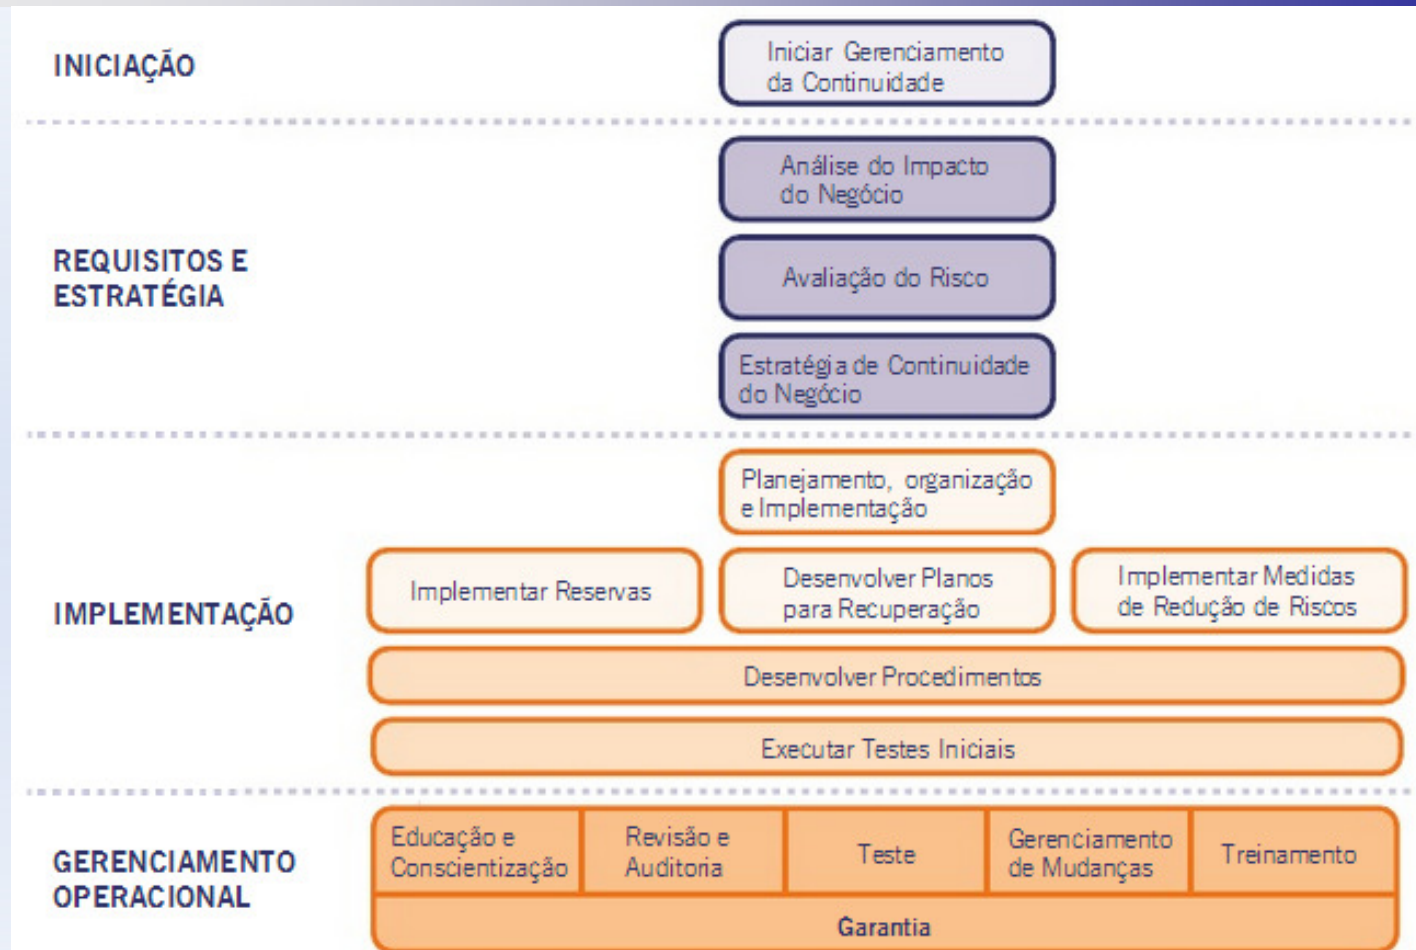 INICIAÇÃO
Iniciar Gerenciamento
da Continuidade
REQUISITOS E
ESTRATÉGIA
Análise do Impacto
do Negócio
Avaliação do Risco
Estratégia de Continuidade
do Negócio
IMPLEMENTAÇÃO
Planejamento, organização
e Implementação
Implementar Reservas
Desenvolver Planos
para Recuperação
Implementar Medidas
de Redução de Riscos
Desenvolver Procedimentos
Executar Testes Iniciais
GERENCIAMENTO
OPERACIONAL
Educação e
Conscientização
Revisão e
Auditoria
Teste
Gerenciamento
de Mudanças
Treinamento
Garantia